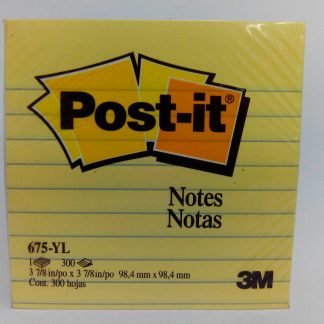 Post-it®
Notes
Notas
675-YL
1 300
3 7/8 in/po x 3 7/8 in/po 98,4 mm x 98,4 mm
Cont. 300 hojas
3M